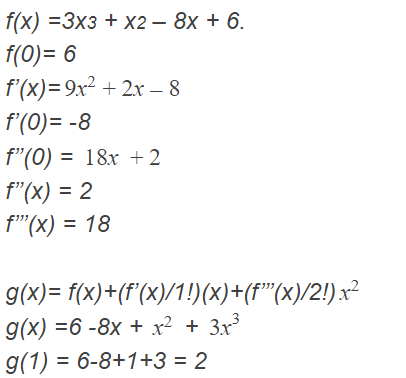 f(x) =3x3 + x2 – 8x + 6.
f(0)= 6
f’(x)= 9x² + 2x – 8
f’(0)= -8
f”(0) = 18x + 2
f”(x) = 2
f”’(x) = 18
g(x)= f(x)+(f’(x)/1!)(x)+(f”’(x)/2!) x²
g(x) =6 -8x + x² + 3x³
g(1) = 6-8+1+3 = 2